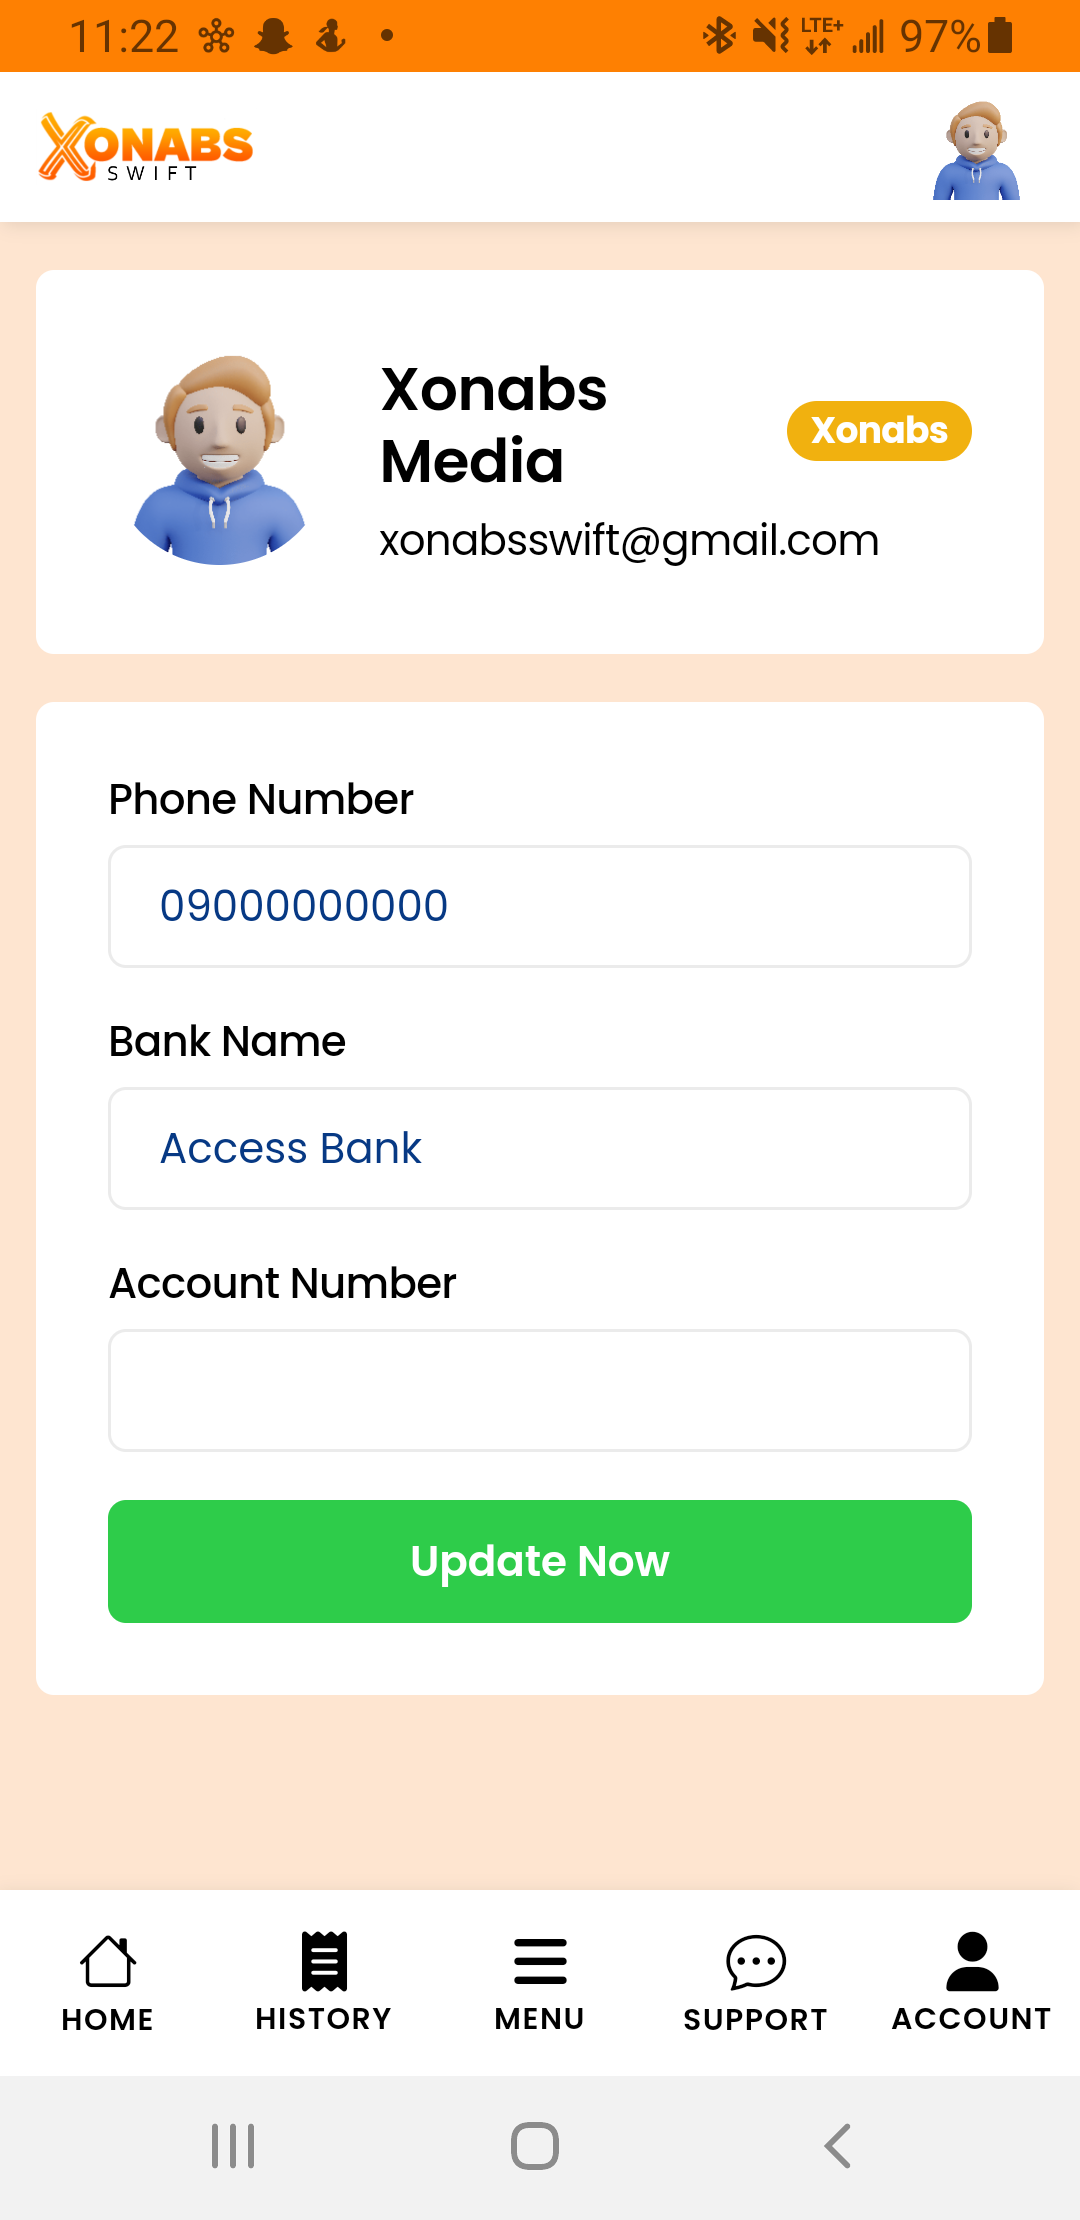 11:22
LTE+
97%
XONABS
SWIFT
Xonabs
Media
Xonabs
xonabsswift@gmail.com
Phone Number
09000000000
Bank Name
Access Bank
Account Number
Update Now
HOME
HISTORY
MENU
SUPPORT
ACCOUNT